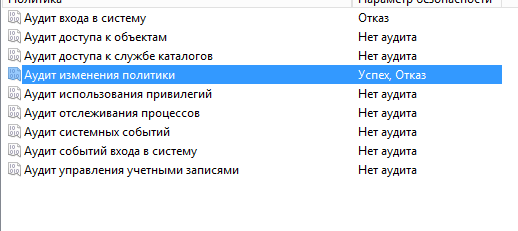 Политика Параметр безопасности
Аудит входа в систему Отказ
Аудит доступа к объектам Нет аудита
Аудит доступа к службе каталогов Нет аудита
Аудит изменения политики Успех, Отказ
Аудит использования привилегий Нет аудита
Аудит отслеживания процессов Нет аудита
Аудит системных событий Нет аудита
Аудит событий входа в систему Нет аудита
Аудит управления учетными записями Нет аудита